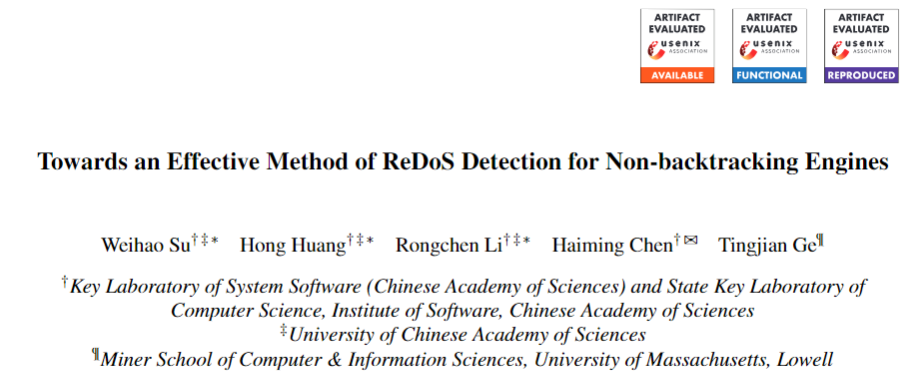 ARTIFACT EVALUATED usenix ASSOCIATION AVAILABLE
ARTIFACT EVALUATED usenix ASSOCIATION FUNCTIONAL
ARTIFACT EVALUATED usenix ASSOCIATION REPRODUCED
Towards an Effective Method of ReDoS Detection for Non-backtracking Engines
Weihao Su†‡* Hong Huang†‡* Rongchen Li†‡* Haiming Chen†✉ Tingjian Ge¶
†Key Laboratory of System Software (Chinese Academy of Sciences) and State Key Laboratory of
Computer Science, Institute of Software, Chinese Academy of Sciences
‡University of Chinese Academy of Sciences
¶Miner School of Computer & Information Sciences, University of Massachusetts, Lowell